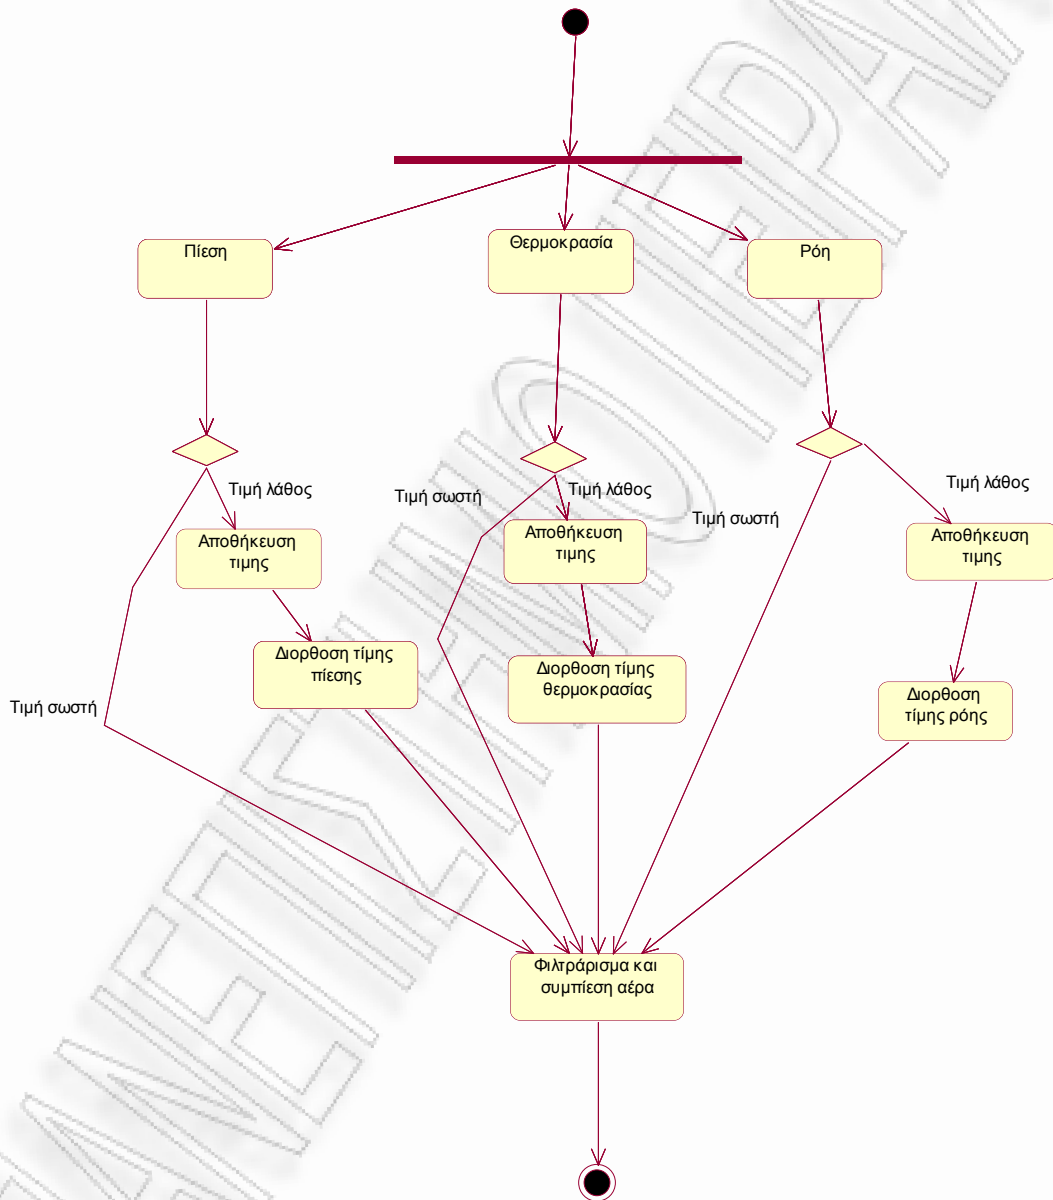 Πίεση
Θερμοκρασία
Ρόη
Τιμή λάθος
Τιμή σωστή
Τιμή λάθος
Τιμή σωστή
Τιμή λάθος
Αποθήκευση
τιμης
Αποθήκευση
τιμης
Αποθήκευση
τιμης
Διορθοση τίμης
πίεσης
Διορθοση τίμης
θερμοκρασίας
Διορθοση
τίμης ρόης
Τιμή σωστή
Φιλτράρισμα και
συμπίεση αέρα